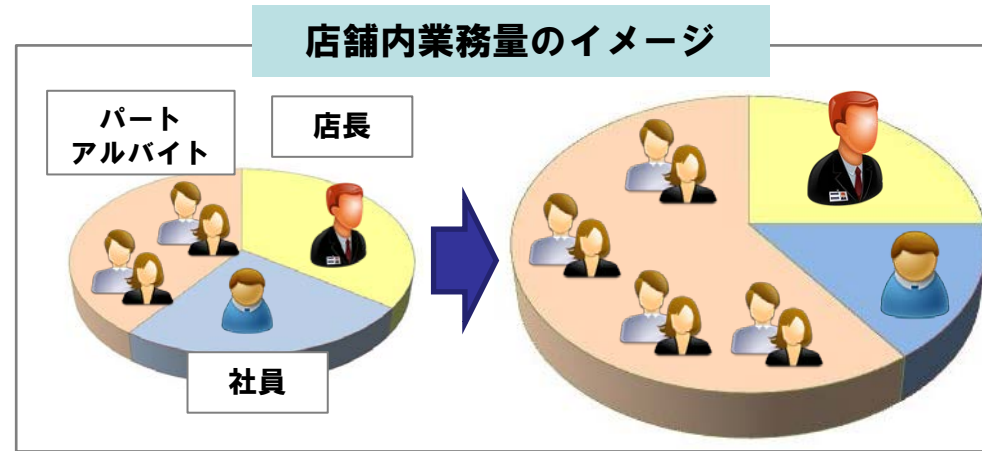 店舗内業務量のイメージ
パート
アルバイト
店長
社員